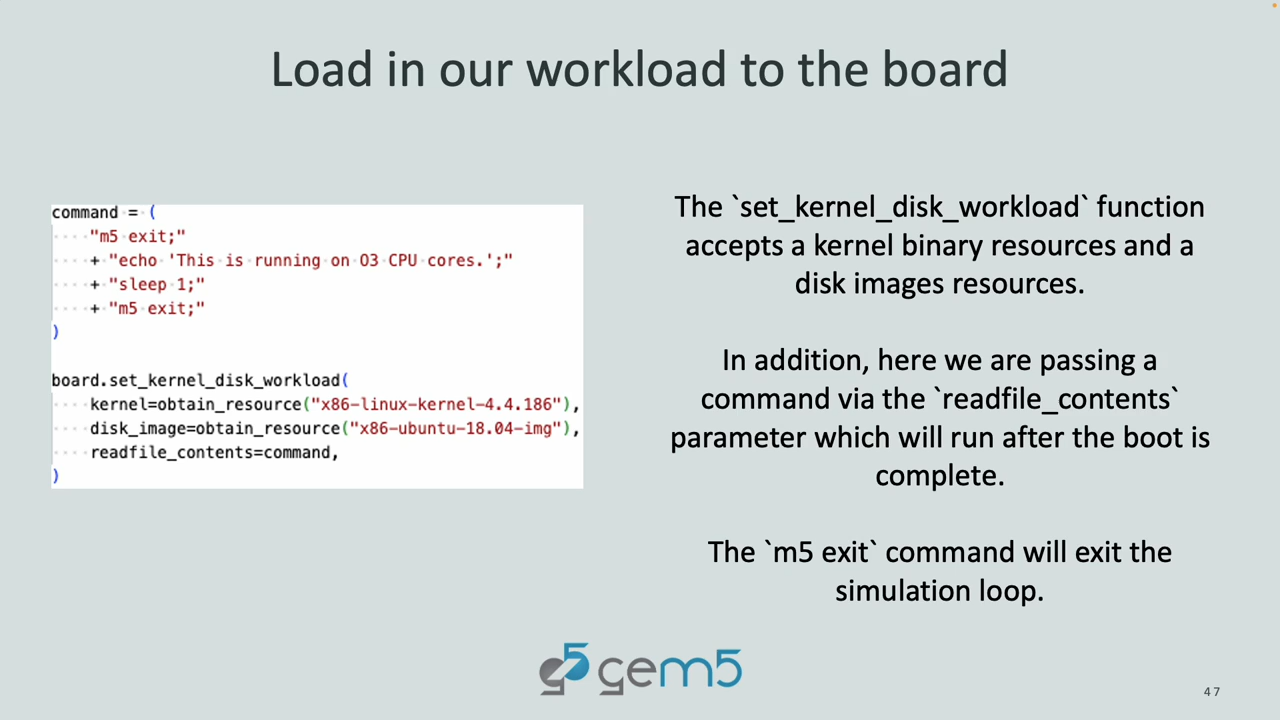 Load in our workload to the board
command = (
    "m5 exit;"
    + "echo 'This is running on O3 CPU cores.';"
    + "sleep 1;"
    + "m5 exit;"
)
board.set_kernel_disk_workload(
    kernel=obtain_resource("x86-linux-kernel-4.4.186"),
    disk_image=obtain_resource("x86-ubuntu-18.04-img"),
    readfile_contents=command,
)
The `set_kernel_disk_workload` function
accepts a kernel binary resources and a
disk images resources.
In addition, here we are passing a
command via the `readfile_contents`
parameter which will run after the boot is
complete.
The `m5 exit` command will exit the
simulation loop.
g5 gem5
47